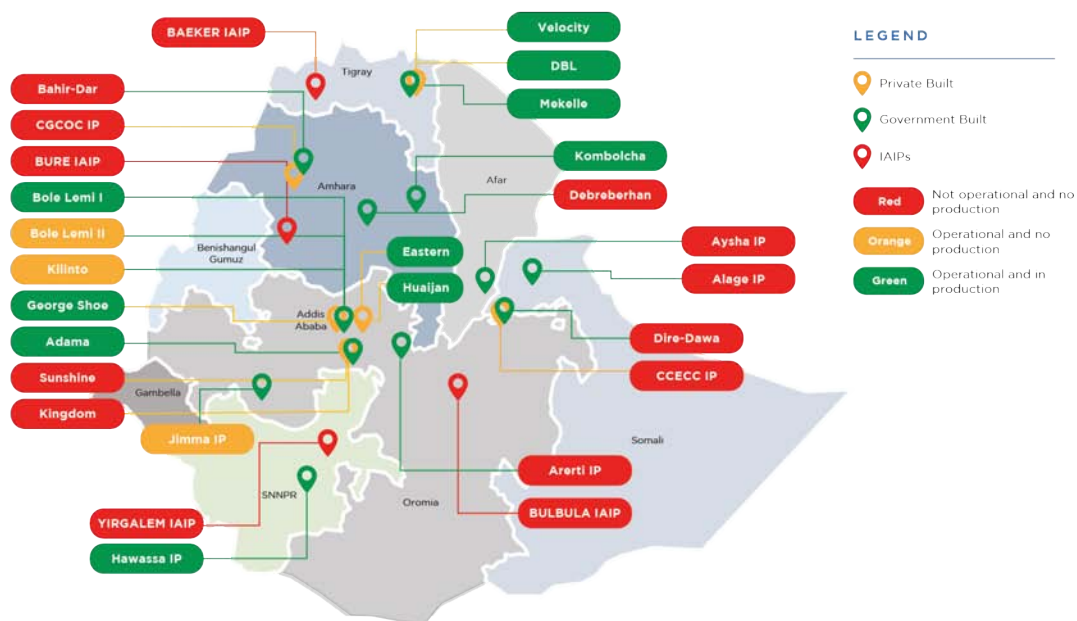 BAEKER IAIP
Velocity
DBL
Mekelle
Bahir-Dar
CGCOC IP
BURE IAIP
Bole Lemi I
Bole Lemi II
Kilinto
George Shoe
Adama
Sunshine
Kingdom
Jimma IP
YIRGALEM IAIP
Hawassa IP
Kombolcha
Debreberhan
Eastern
Huaijan
Aysha IP
Alage IP
Dire-Dawa
CCECC IP
Arerti IP
BULBULA IAIP
Tigray
Amhara
Afar
Benishangul
Gumuz
Addis
Ababa
Gambella
SNNPR
Oromia
Somali
LEGEND
Private Built
Government Built
IAIPs
Red
Not operational and no
production
Orange
Operational and no
production
Green
Operational and in
production